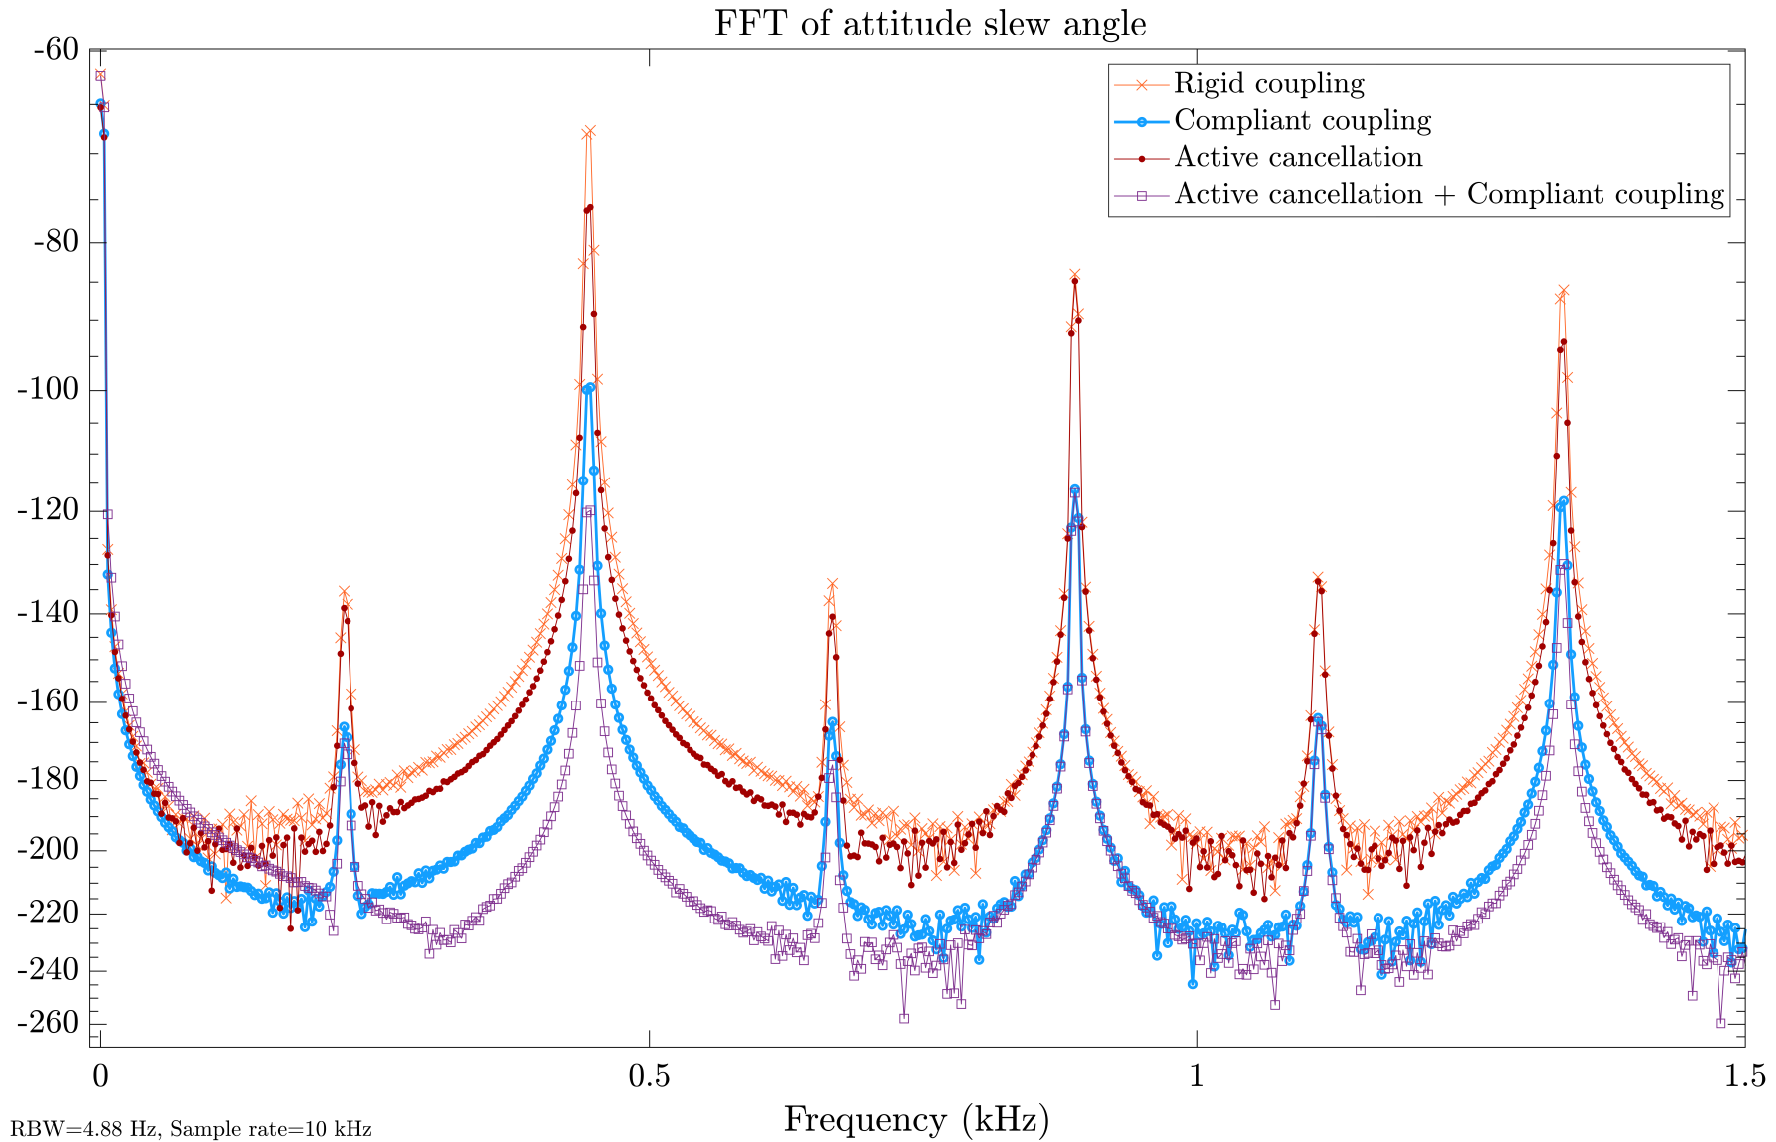 FFT of attitude slew angle
Rigid coupling
Compliant coupling
Active cancellation
Active cancellation + Compliant coupling
-60
-80
-100
-120
-140
-160
-180
-200
-220
-240
-260
0 0.5 1 1.5
Frequency (kHz)
RBW=4.88 Hz, Sample rate=10 kHz